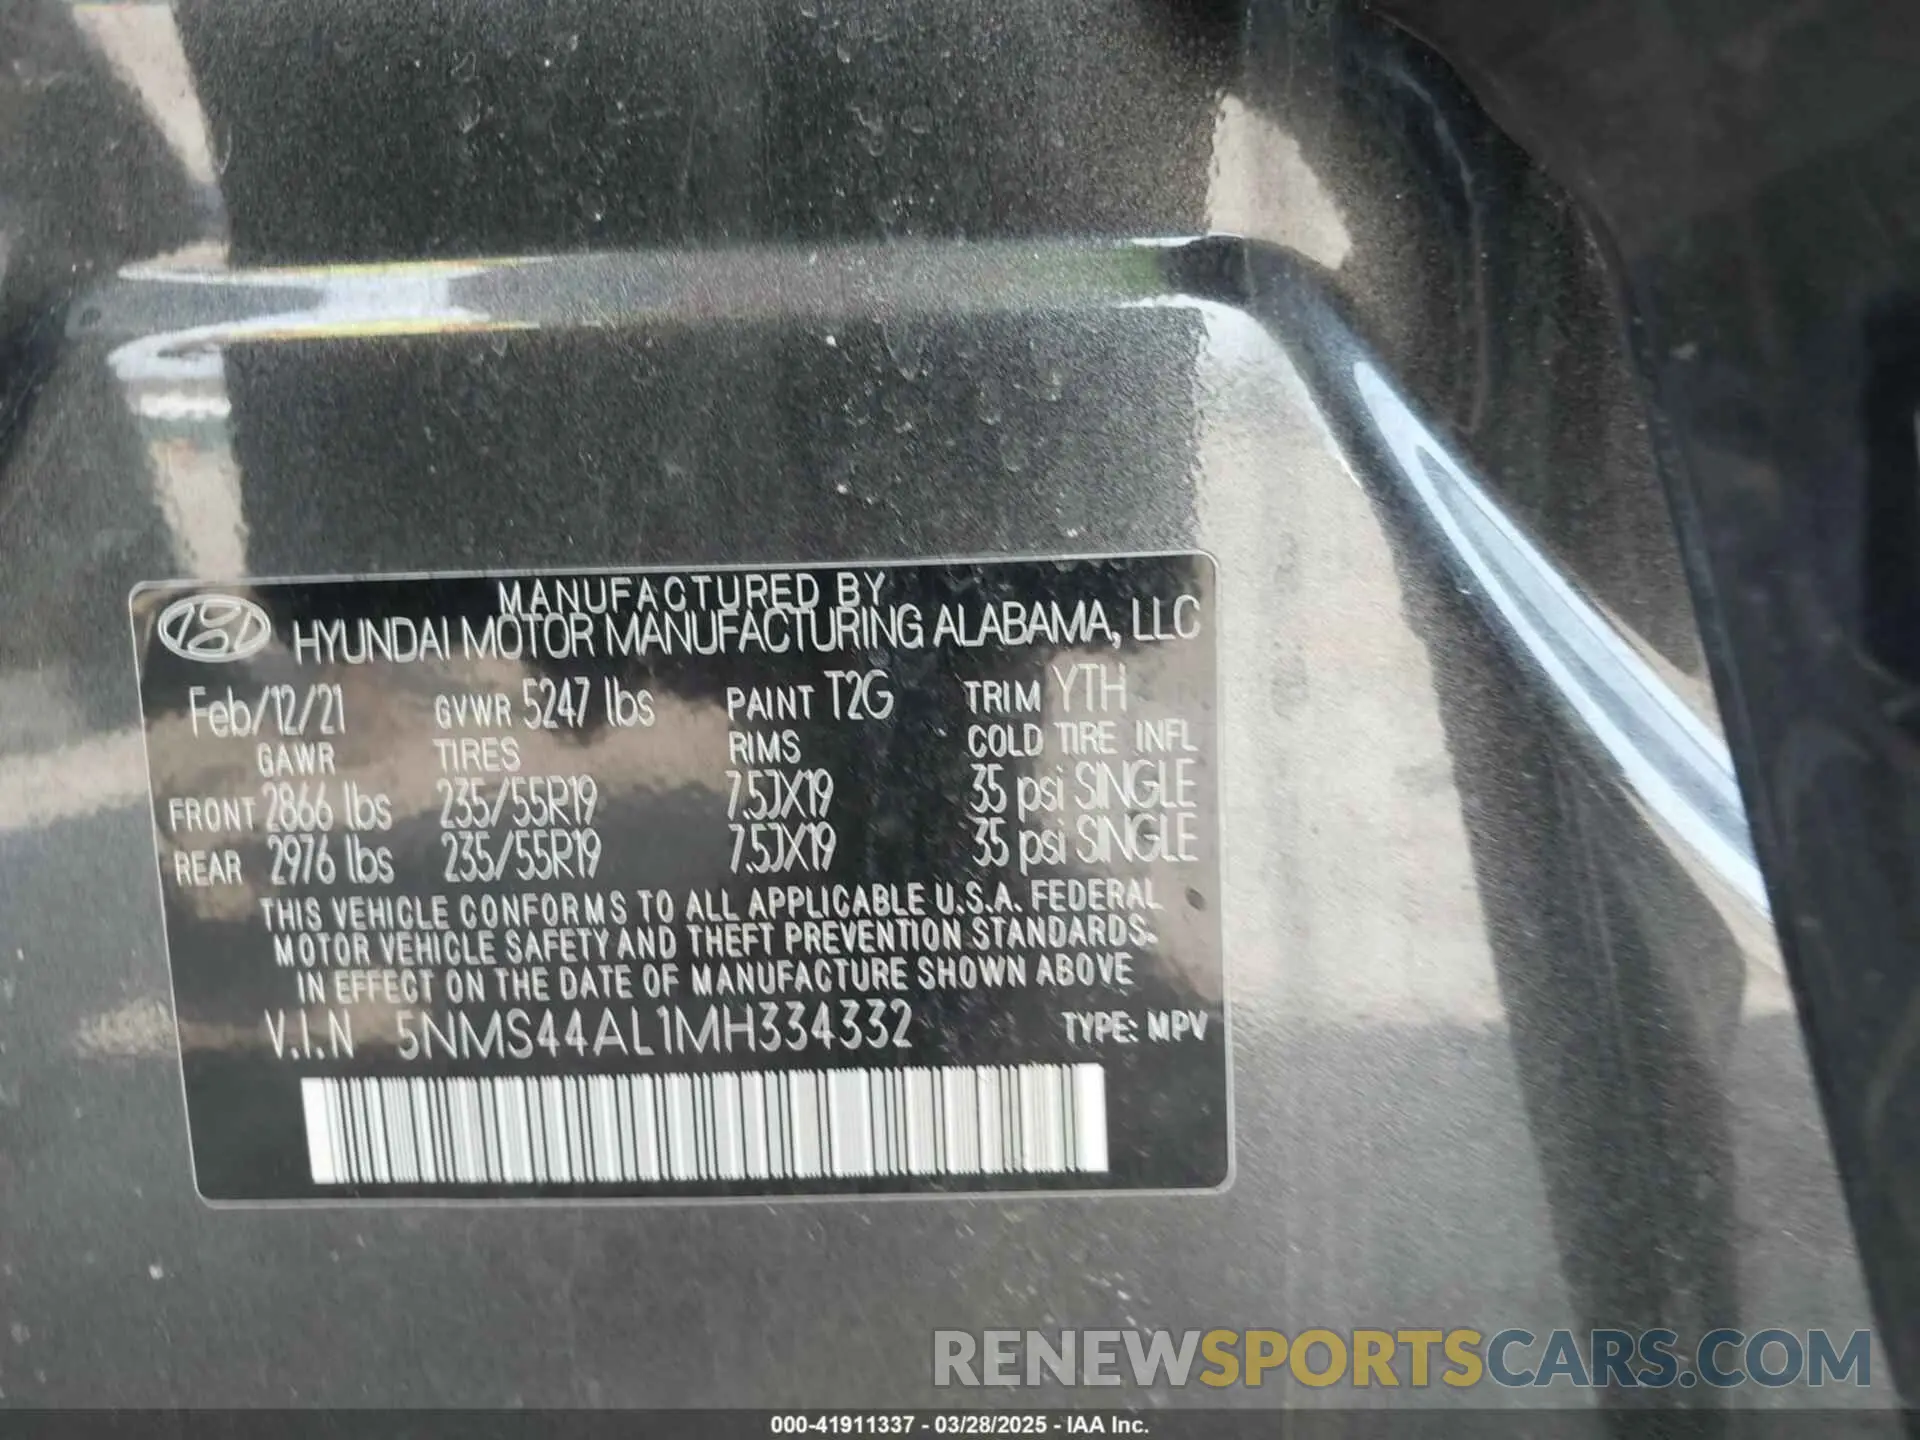 MANUFACTURED BY
HYUNDAI MOTOR MANUFACTURING ALABAMA, LLC
Feb/12/21 GVWR 5247 lbs PAINT T2G TRIM YTH
GAWR TIRES RIMS COLD TIRE INFL
FRONT 2866 lbs 235/55R19 7.5JX19 35 psi SINGLE
REAR 2976 lbs 235/55R19 7.5JX19 35 psi SINGLE
THIS VEHICLE CONFORMS TO ALL APPLICABLE U.S.A. FEDERAL
MOTOR VEHICLE SAFETY AND THEFT PREVENTION STANDARDS.
IN EFFECT ON THE DATE OF MANUFACTURE SHOWN ABOVE
V.I.N 5NMS44AL1MH334332 TYPE: MPV
RENEWSPORTSCARS.COM
000-41911337 - 03/28/2025 - IAA Inc.